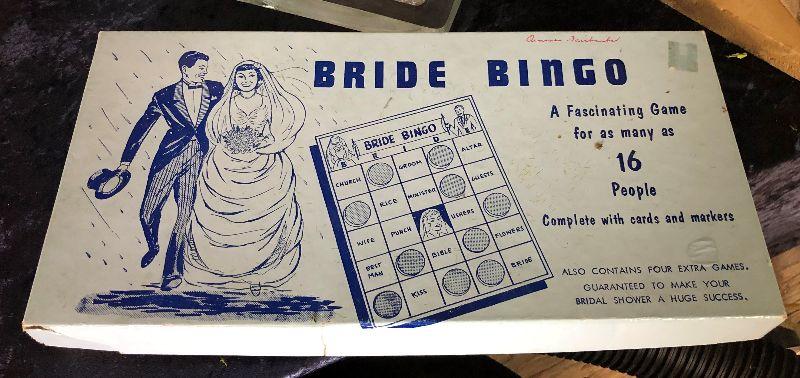 BRIDE BINGO
A Fascinating Game
for as many as
16
People
Complete with cards and markers
ALSO CONTAINS FOUR EXTRA GAMES.
GUARANTEED TO MAKE YOUR
BRIDAL SHOWER A HUGE SUCCESS.
BRIDE BINGO
B R I D E
CHURCH GROOM ALTAR
RICE MINISTER GUESTS
WIFE PUNCH USHERS
BEST MAN BIBLE FLOWERS
KISS BRIDE